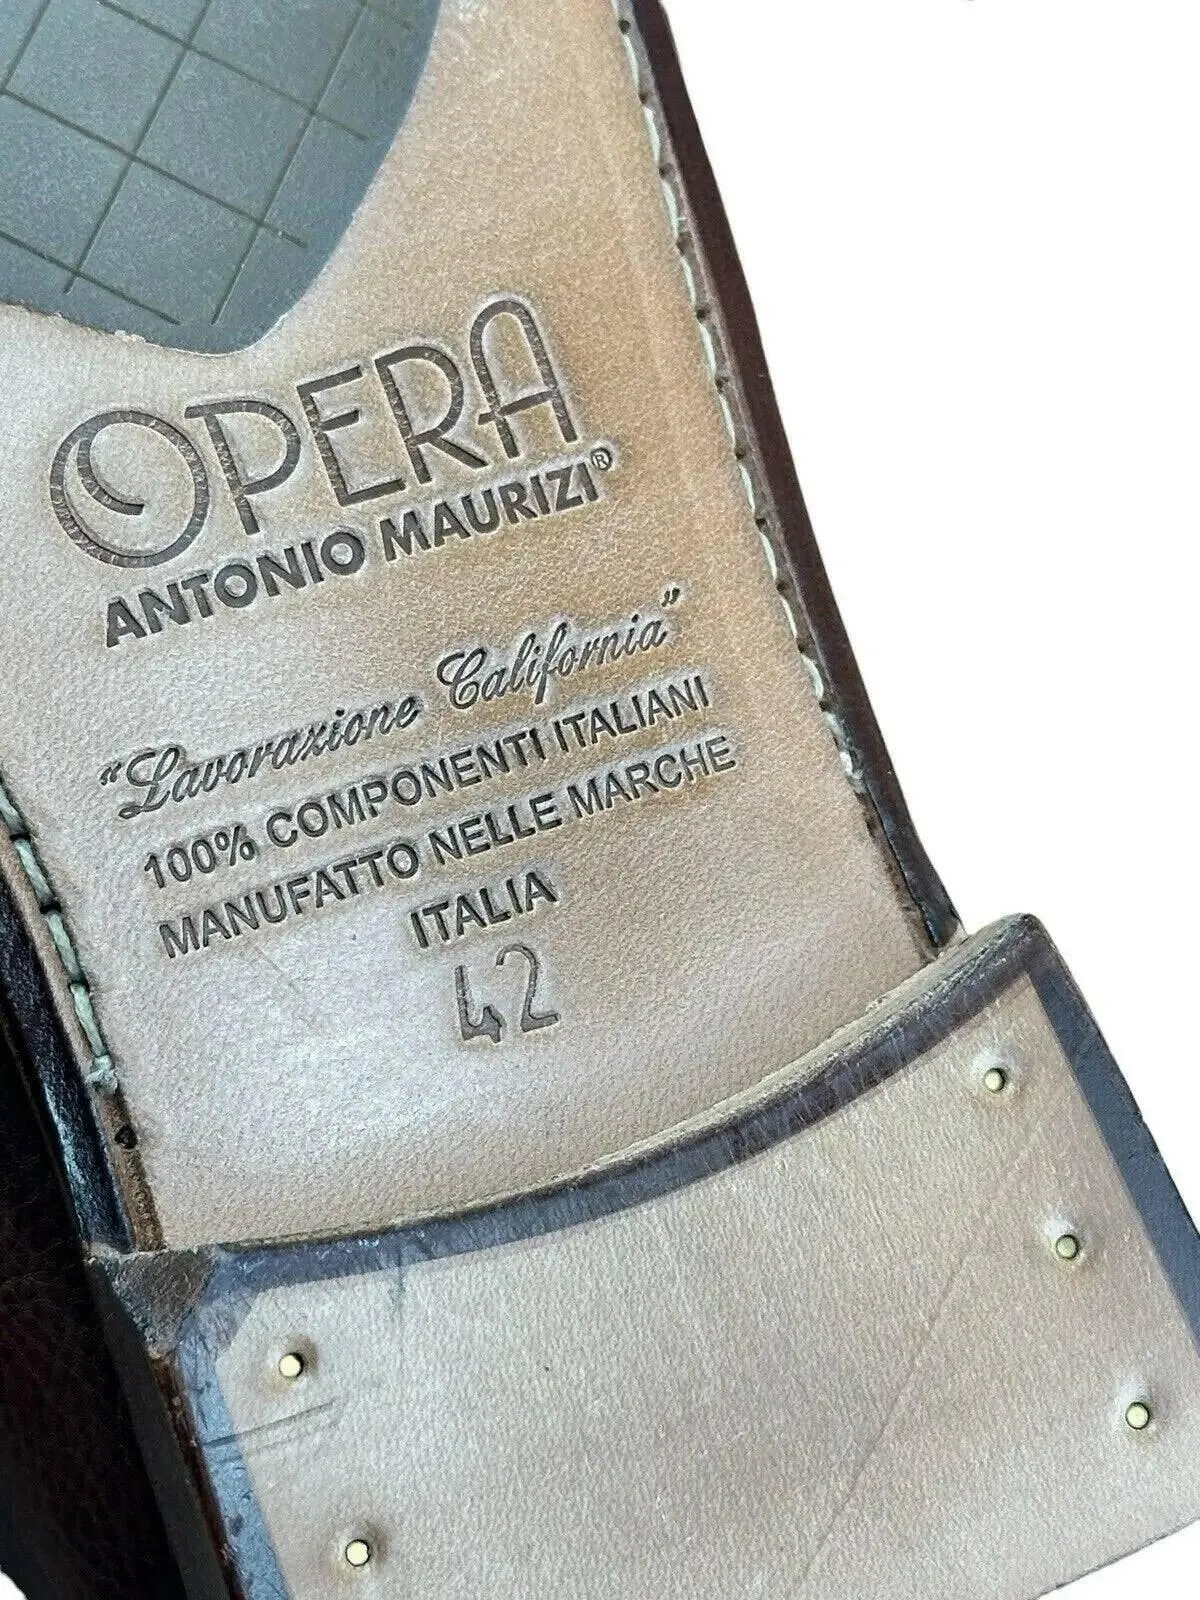 OPERA
ANTONIO MAURIZI®
“Lavorazione California”
100% COMPONENTI ITALIANI
MANUFATTO NELLE MARCHE
ITALIA
42